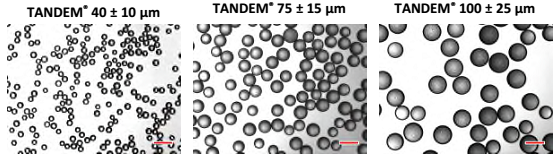 TANDEM® 40 ± 10 µm
TANDEM® 75 ± 15 µm
TANDEM® 100 ± 25 µm